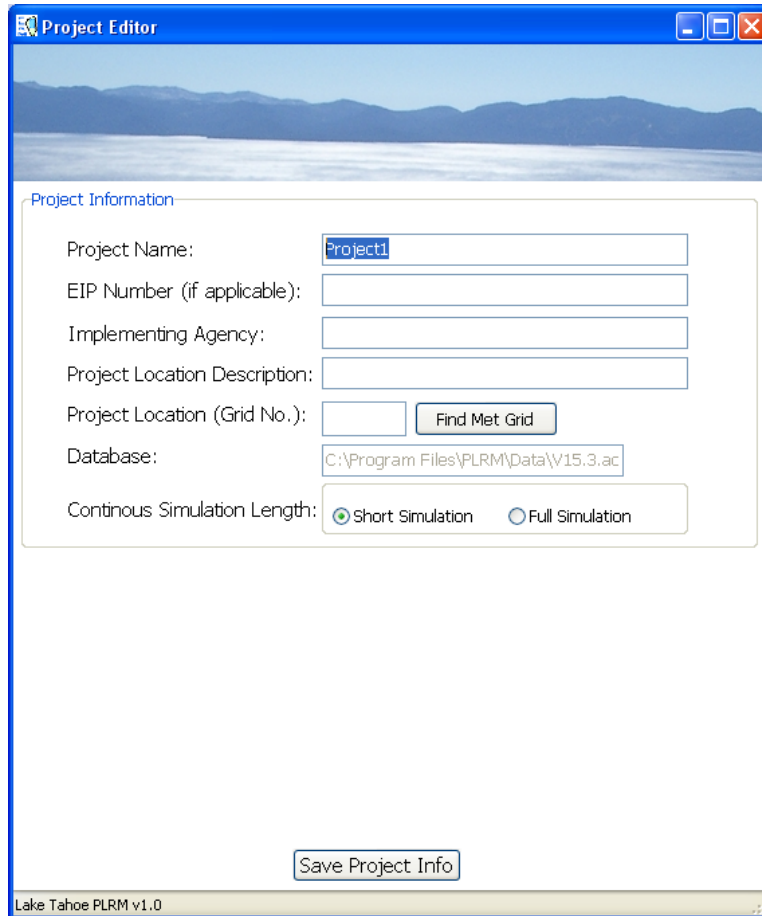 Project Editor
Project Information
Project Name: Project1
EIP Number (if applicable):
Implementing Agency:
Project Location Description:
Project Location (Grid No.): Find Met Grid
Database: C:\Program Files\PLRM\Data\V15.3.ac
Continous Simulation Length: Short Simulation Full Simulation
Save Project Info
Lake Tahoe PLRM v1.0